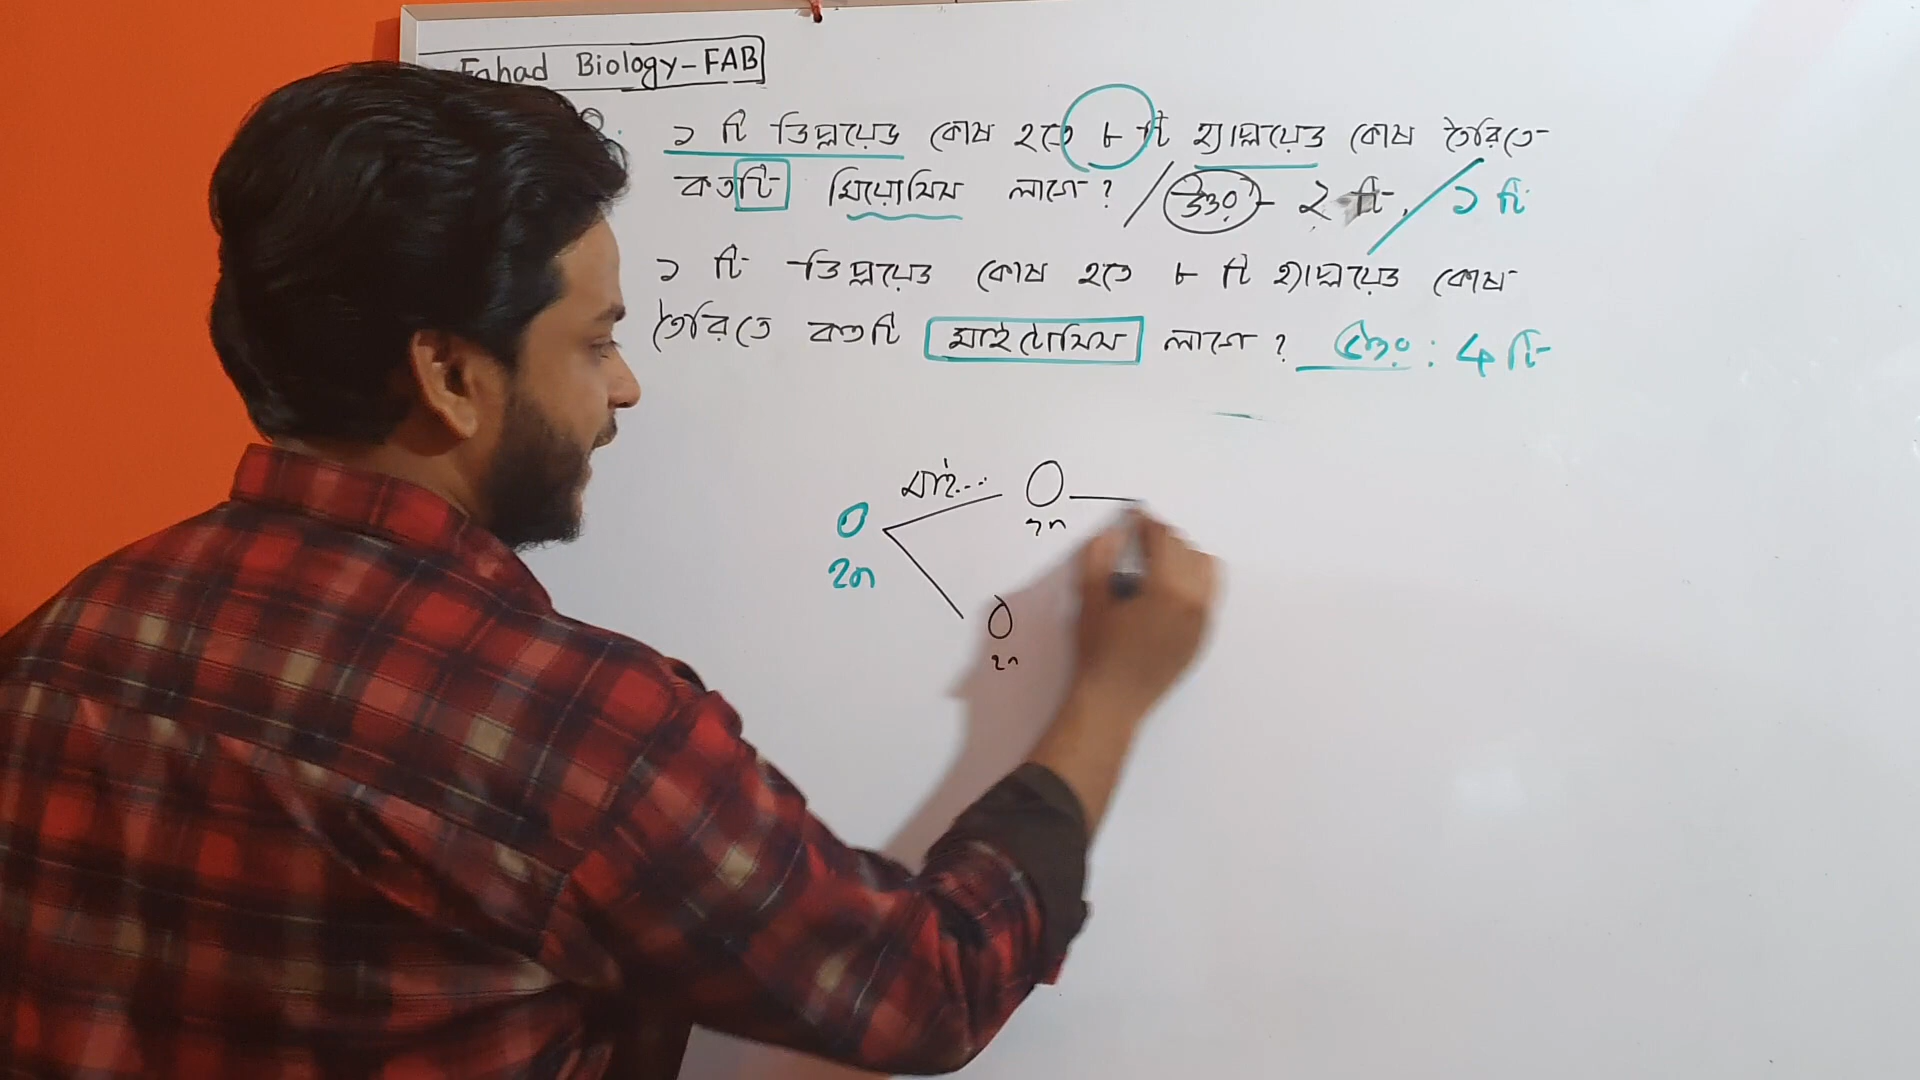 Fahad Biology-FAB
১ টি ডিপ্লয়েড কোষ হতে ৮ টি হ্যাপ্লয়েড কোষ তৈরিতে
কতটি মিয়োসিস লাগে? / উত্তরঃ- ২ টি, / ১ টি
১ টি ডিপ্লয়েড কোষ হতে ৮ টি হ্যাপ্লয়েড কোষ
তৈরিতে কতটি মাইটোসিস লাগে? উত্তরঃ : 4 টি
মাই...
2n
2n
2n